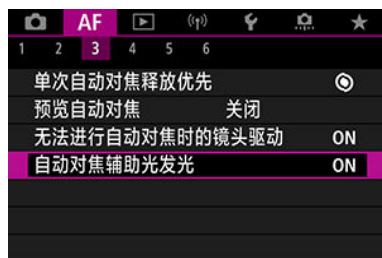 AF
1 2 3 4 5 6
单次自动对焦释放优先
预览自动对焦 关闭
无法进行自动对焦时的镜头驱动 ON
自动对焦辅助光发光 ON